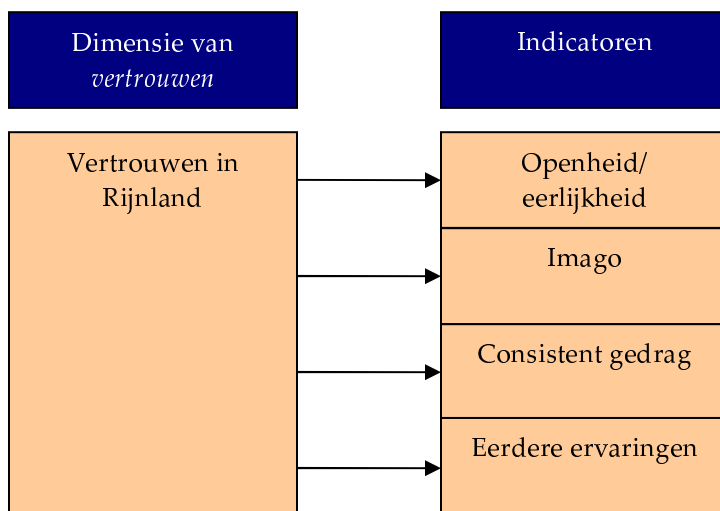 Dimensie van
vertrouwen
Indicatoren
Vertrouwen in
Rijnland
Openheid/
eerlijkheid
Imago
Consistent gedrag
Eerdere ervaringen